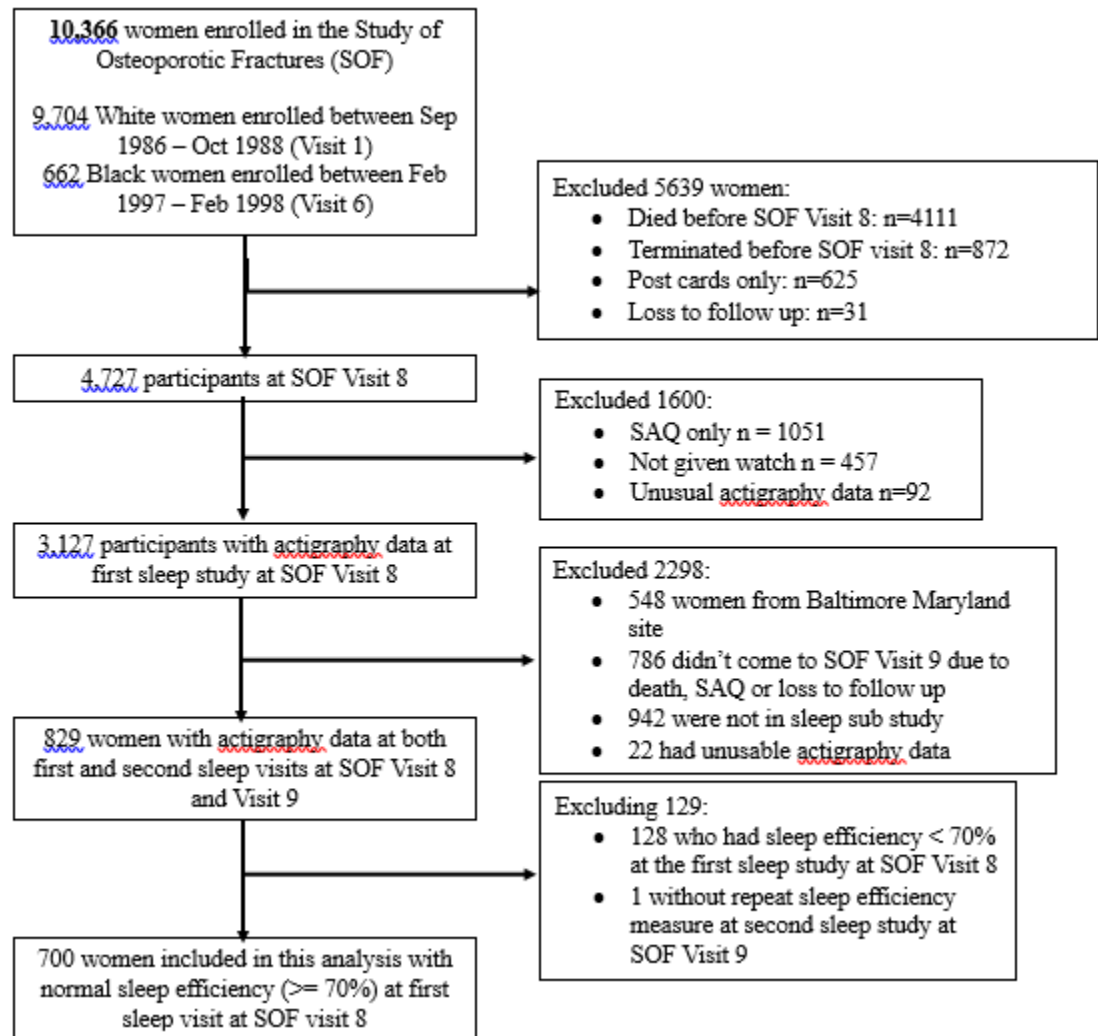 10,366 women enrolled in the Study of
Osteoporotic Fractures (SOF)
9,704 White women enrolled between Sep
1986 – Oct 1988 (Visit 1)
662 Black women enrolled between Feb
1997 – Feb 1998 (Visit 6)
Excluded 5639 women:
• Died before SOF Visit 8: n=4111
• Terminated before SOF visit 8: n=872
• Post cards only: n=625
• Loss to follow up: n=31
4,727 participants at SOF Visit 8
Excluded 1600:
• SAQ only n = 1051
• Not given watch n = 457
• Unusual actigraphy data n=92
3,127 participants with actigraphy data at
first sleep study at SOF Visit 8
Excluded 2298:
• 548 women from Baltimore Maryland
site
• 786 didn’t come to SOF Visit 9 due to
death, SAQ or loss to follow up
• 942 were not in sleep sub study
• 22 had unusable actigraphy data
829 women with actigraphy data at both
first and second sleep visits at SOF Visit 8
and Visit 9
Excluding 129:
• 128 who had sleep efficiency < 70%
at the first sleep study at SOF Visit 8
• 1 without repeat sleep efficiency
measure at second sleep study at
SOF Visit 9
700 women included in this analysis with
normal sleep efficiency (>= 70%) at first
sleep visit at SOF visit 8